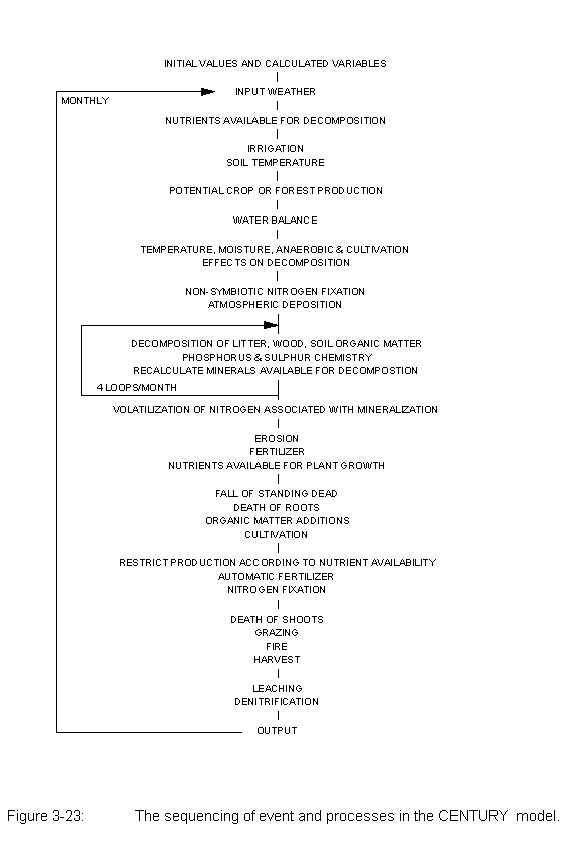 INITIAL VALUES AND CALCULATED VARIABLES
INPUT WEATHER
MONTHLY
NUTRIENTS AVAILABLE FOR DECOMPOSITION
IRRIGATION
SOIL TEMPERATURE
POTENTIAL CROP OR FOREST PRODUCTION
WATER BALANCE
TEMPERATURE, MOISTURE, ANAEROBIC & CULTIVATION
EFFECTS ON DECOMPOSITION
NON-SYMBIOTIC NITROGEN FIXATION
ATMOSPHERIC DEPOSITION
DECOMPOSITION OF LITTER, WOOD, SOIL ORGANIC MATTER
PHOSPHORUS & SULPHUR CHEMISTRY
RECALCULATE MINERALS AVAILABLE FOR DECOMPOSTION
4 LOOPS/MONTH
VOLATILIZATION OF NITROGEN ASSOCIATED WITH MINERALIZATION
EROSION
FERTILIZER
NUTRIENTS AVAILABLE FOR PLANT GROWTH
FALL OF STANDING DEAD
DEATH OF ROOTS
ORGANIC MATTER ADDITIONS
CULTIVATION
RESTRICT PRODUCTION ACCORDING TO NUTRIENT AVAILABILITY
AUTOMATIC FERTILIZER
NITROGEN FIXATION
DEATH OF SHOOTS
GRAZING
FIRE
HARVEST
LEACHING
DENITRIFICATION
OUTPUT
Figure 3-23: The sequencing of event and processes in the CENTURY model.